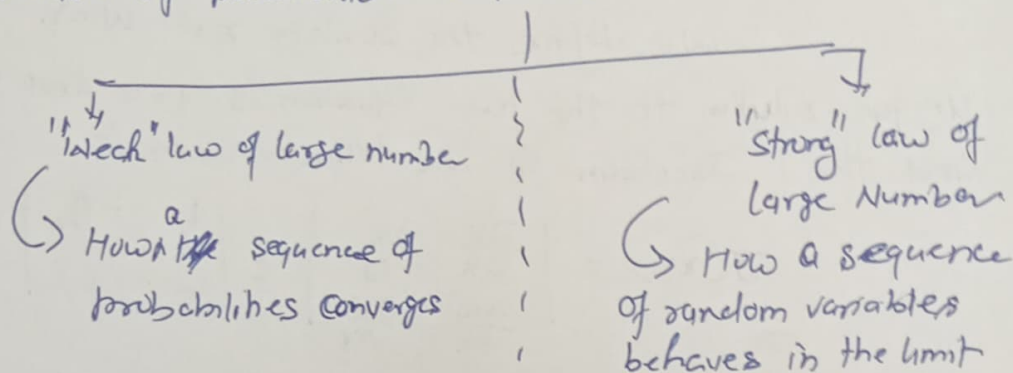 "Weak" law of large number
How a sequence of
probabilities converges
"Strong" law of
large Number
How a sequence
of random variables
behaves in the limit